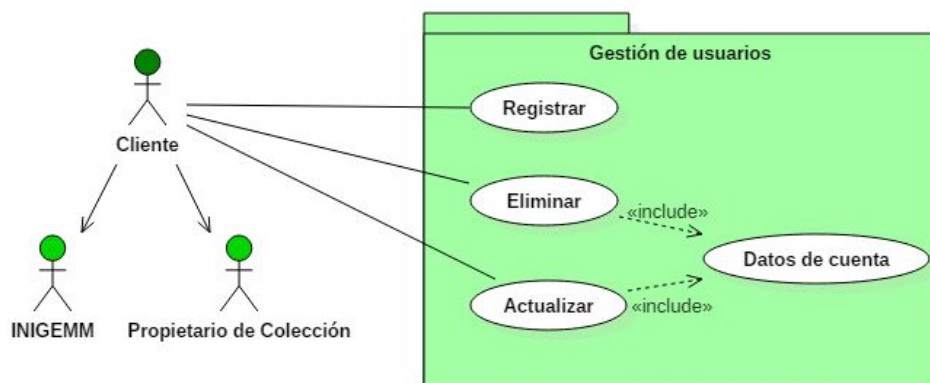 Gestión de usuarios
Registrar
Cliente
Eliminar
«include»
Datos de cuenta
Actualizar
«include»
INIGEMM
Propietario de Colección